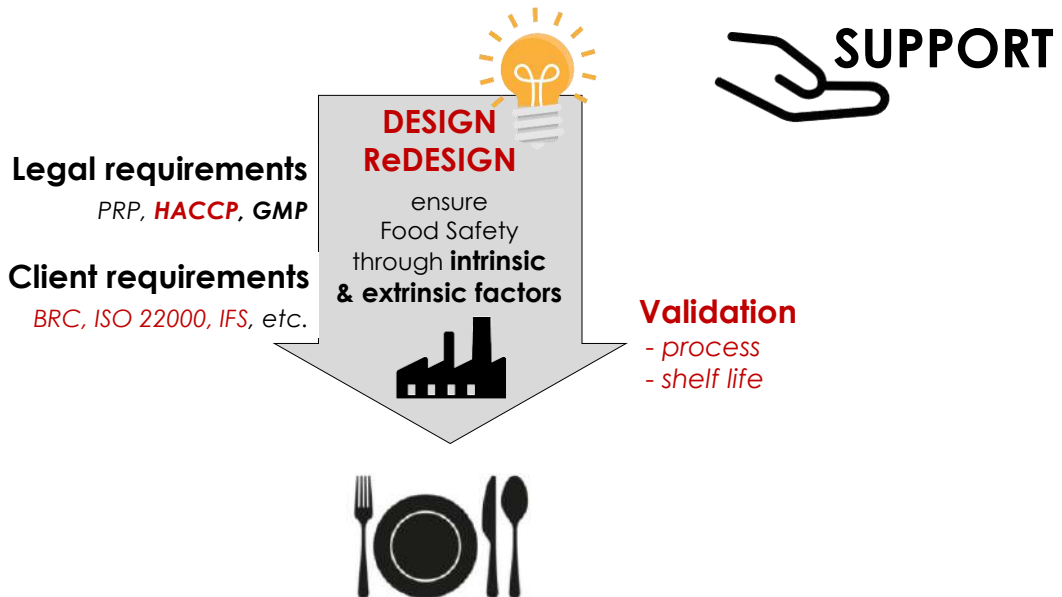 SUPPORT
DESIGN
ReDESIGN
ensure
Food Safety
through intrinsic
& extrinsic factors
Legal requirements
PRP, HACCP, GMP
Client requirements
BRC, ISO 22000, IFS, etc.
Validation
- process
- shelf life